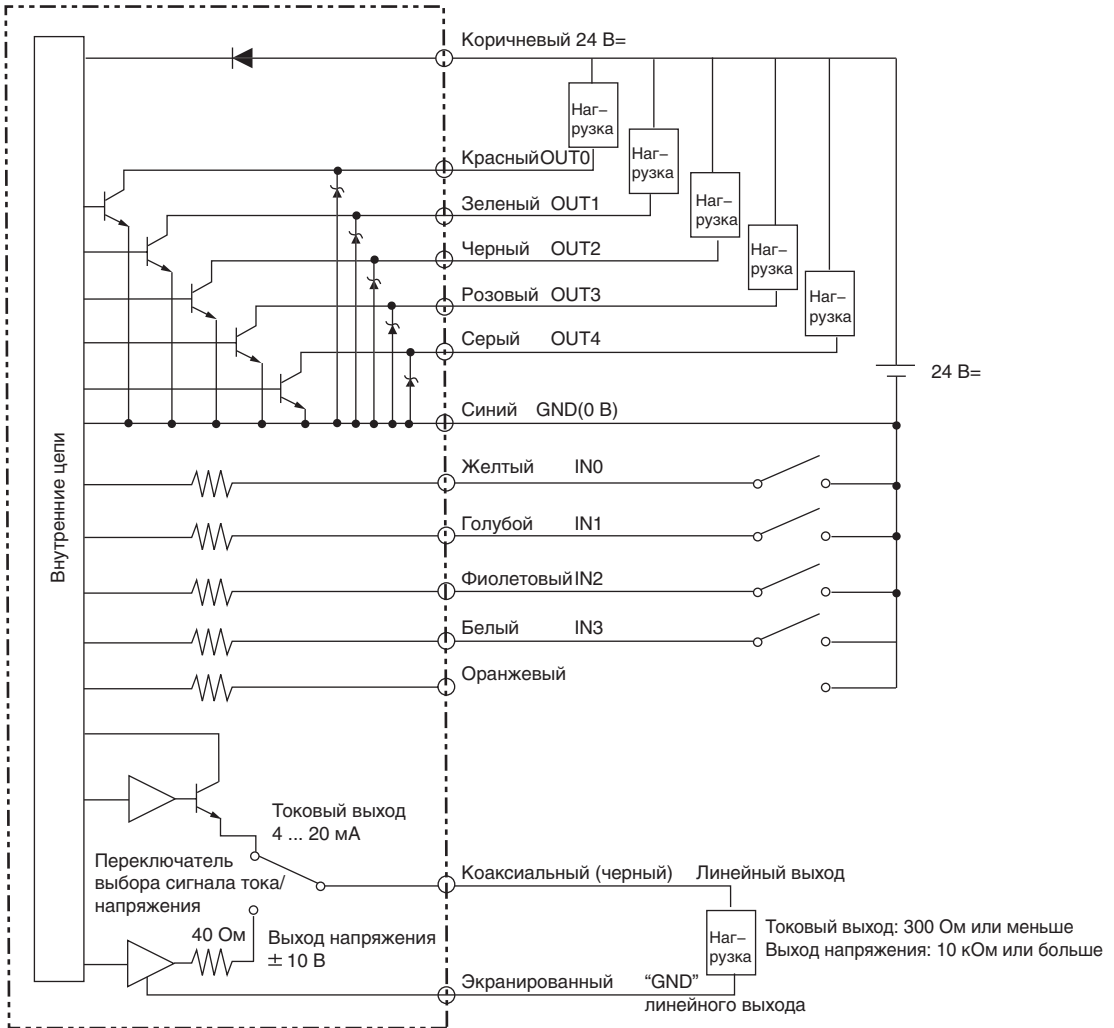 Коричневый 24 В=
Наг–
рузка
Красный OUT0
Наг–
рузка
Зеленый OUT1
Наг–
рузка
Черный OUT2
Наг–
рузка
Розовый OUT3
Наг–
рузка
Серый OUT4
24 В=
Синий GND(0 В)
Внутренние цепи
Желтый IN0
Голубой IN1
Фиолетовый IN2
Белый IN3
Оранжевый
Токовый выход
4 ... 20 мА
Переключатель
выбора сигнала тока/
напряжения
Коаксиальный (черный) Линейный выход
40 Ом
Выход напряжения
± 10 В
Наг–
рузка
Токовый выход: 300 Ом или меньше
Выход напряжения: 10 кОм или больше
Экранированный “GND”
линейного выхода